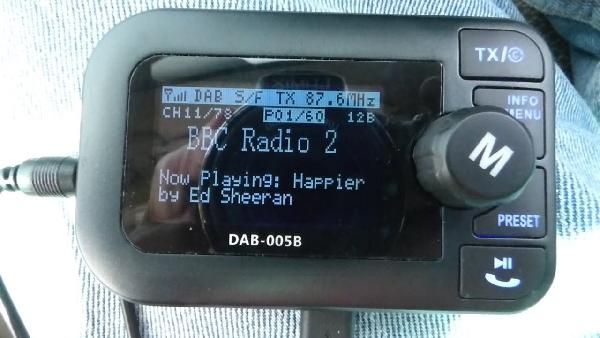 DAB S/F TX 87.6MHz
CH11/78 P01/60 12B
BBC Radio 2
Now Playing: Happier
by Ed Sheeran
DAB-005B
TX/©
INFO
MENU
M
PRESET